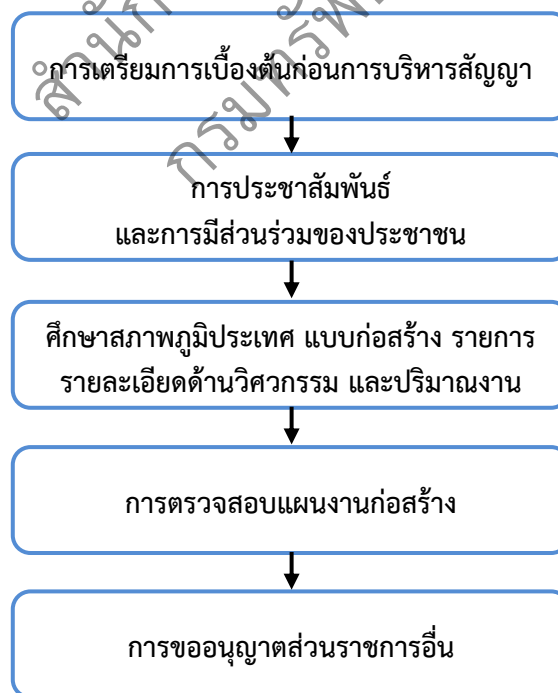 การเตรียมการเบื้องต้นก่อนการบริหารสัญญา
การประชาสัมพันธ์
และการมีส่วนร่วมของประชาชน
ศึกษาสภาพภูมิประเทศ แบบก่อสร้าง รายการ
รายละเอียดด้านวิศวกรรม และปริมาณงาน
การตรวจสอบแผนงานก่อสร้าง
การขออนุญาตส่วนราชการอื่น